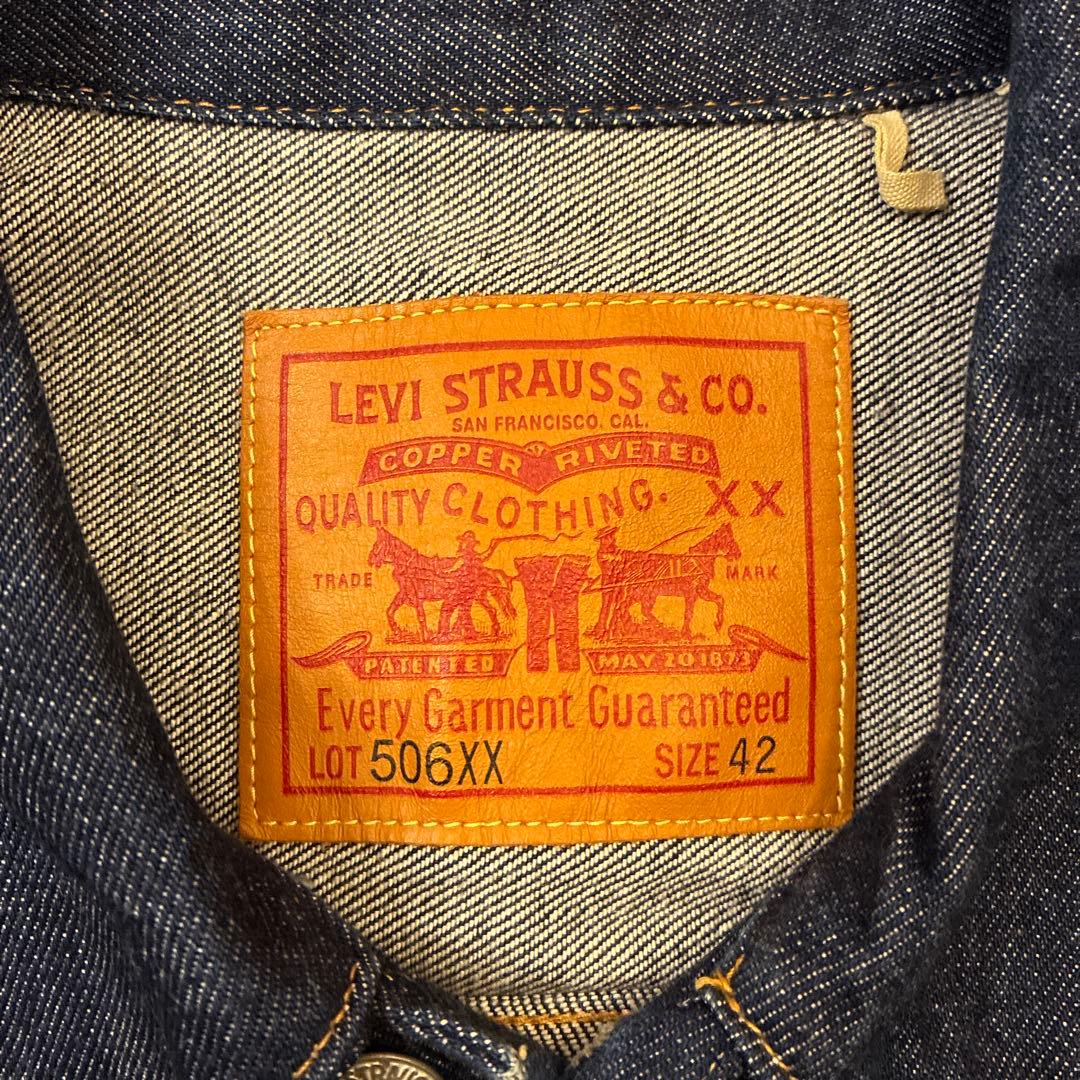 LEVI STRAUSS & CO.
SAN FRANCISCO, CAL.
COPPER RIVETED
QUALITY CLOTHING. XX
TRADE MARK
PATENTED MAY 20 1873
Every Garment Guaranteed
LOT 506XX SIZE 42